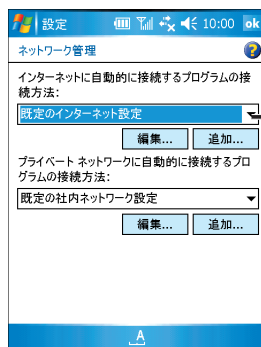 設定 10:00 ok
ネットワーク管理
インターネットに自動的に接続するプログラムの接
続方法:
既定のインターネット設定
編集... 追加...
プライベート ネットワークに自動的に接続するプロ
グラムの接続方法:
既定の社内ネットワーク設定
編集... 追加...
A